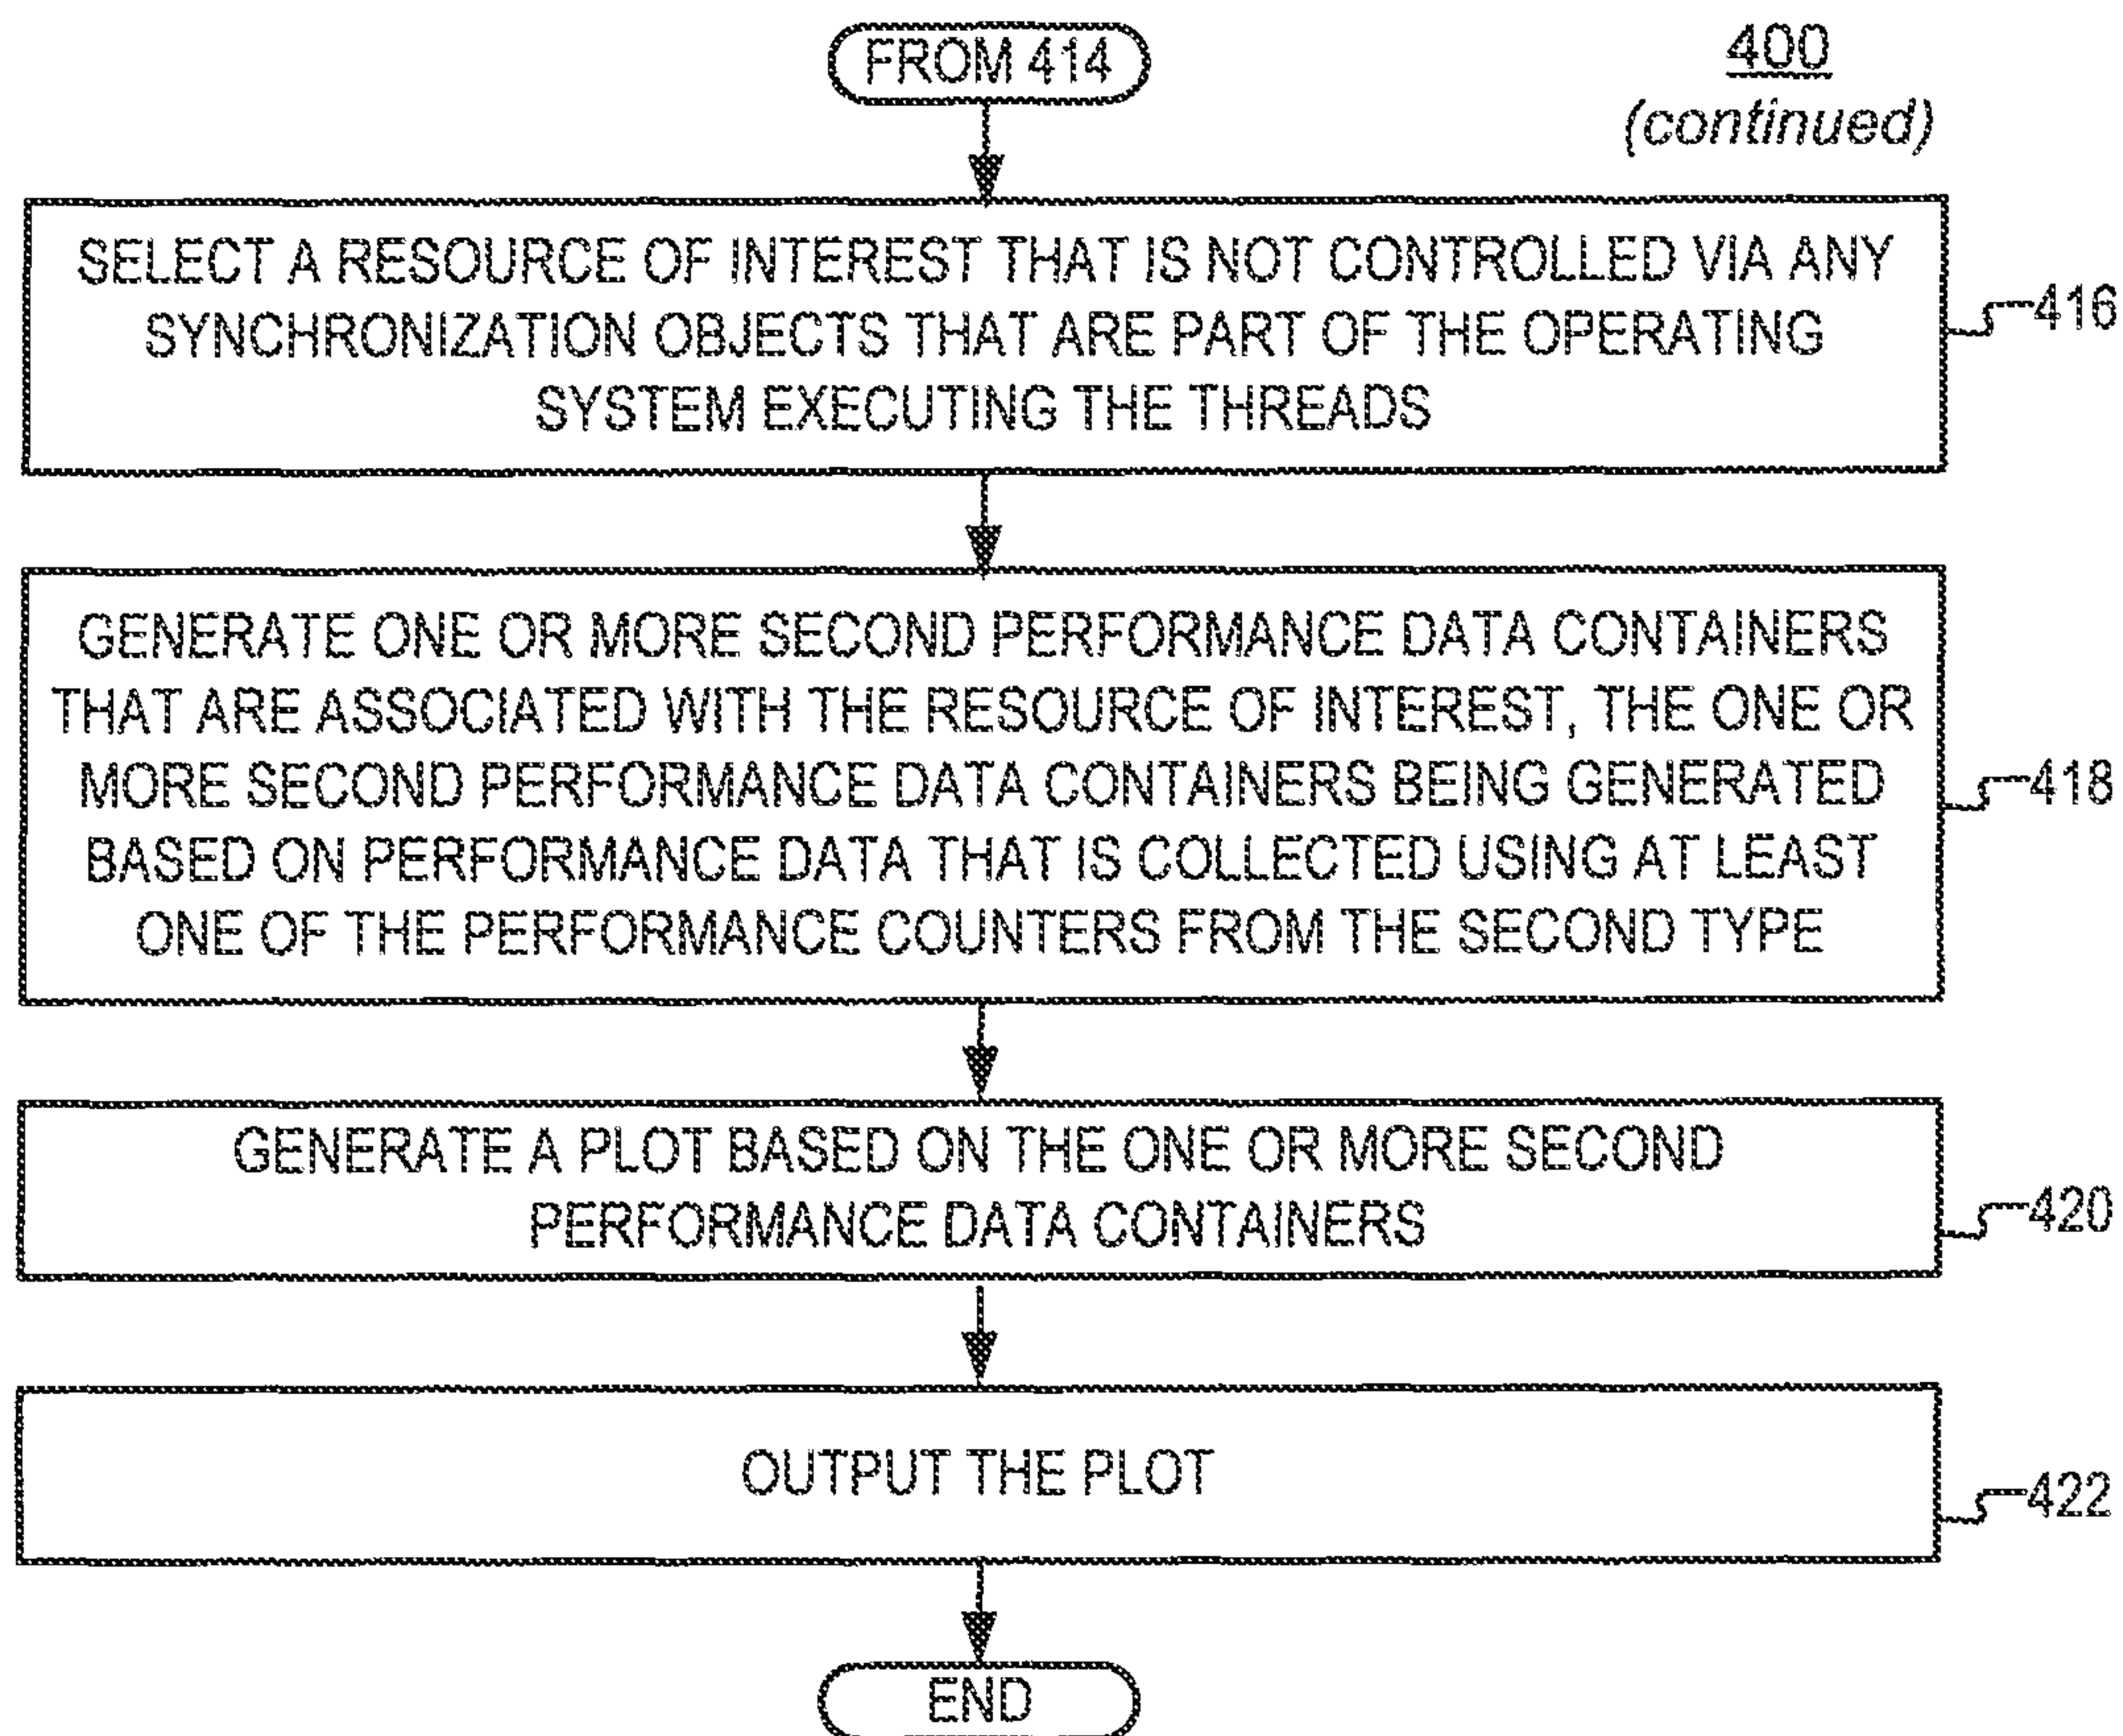 FROM 414
400
(continued)
SELECT A RESOURCE OF INTEREST THAT IS NOT CONTROLLED VIA ANY
SYNCHRONIZATION OBJECTS THAT ARE PART OF THE OPERATING
SYSTEM EXECUTING THE THREADS
416
GENERATE ONE OR MORE SECOND PERFORMANCE DATA CONTAINERS
THAT ARE ASSOCIATED WITH THE RESOURCE OF INTEREST, THE ONE OR
MORE SECOND PERFORMANCE DATA CONTAINERS BEING GENERATED
BASED ON PERFORMANCE DATA THAT IS COLLECTED USING AT LEAST
ONE OF THE PERFORMANCE COUNTERS FROM THE SECOND TYPE
418
GENERATE A PLOT BASED ON THE ONE OR MORE SECOND
PERFORMANCE DATA CONTAINERS
420
OUTPUT THE PLOT
422
END